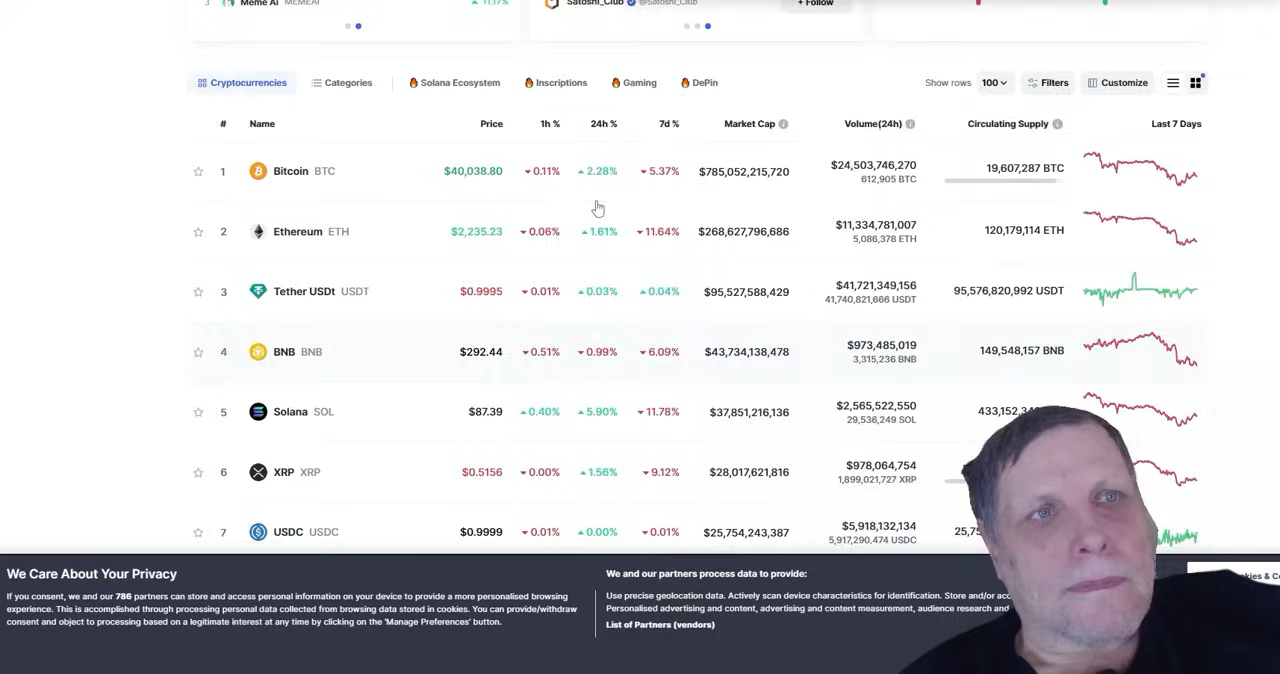 3 Meme AI MEMEAI 11.17%
Satoshi_Club @Satoshi_Club + Follow
Cryptocurrencies Categories Solana Ecosystem Inscriptions Gaming DePin Show rows 100 Filters Customize
# Name Price 1h % 24h % 7d % Market Cap Volume(24h) Circulating Supply Last 7 Days
1 Bitcoin BTC $40,038.80 0.11% 2.28% 5.37% $785,052,215,720 $24,503,746,270 19,607,287 BTC
612,905 BTC
2 Ethereum ETH $2,235.23 0.06% 1.61% 11.64% $268,627,796,686 $11,334,781,007 120,179,114 ETH
5,086,378 ETH
3 Tether USDt USDT $0.9995 0.01% 0.03% 0.04% $95,527,588,429 $41,721,349,156 95,576,820,992 USDT
41,740,821,666 USDT
4 BNB BNB $292.44 0.51% 0.99% 6.09% $43,734,138,478 $973,485,019 149,548,157 BNB
3,315,236 BNB
5 Solana SOL $87.39 0.40% 5.90% 11.78% $37,851,216,136 $2,565,522,550 433,152,3
29,536,249 SOL
6 XRP XRP $0.5156 0.00% 1.56% 9.12% $28,017,621,816 $978,064,754
1,899,021,727 XRP
7 USDC USDC $0.9999 0.01% 0.00% 0.01% $25,754,243,387 $5,918,132,134 25,75
5,917,290,474 USDC
We Care About Your Privacy
If you consent, we and our 786 partners can store and access personal information on your device to provide a more personalised browsing
experience. This is accomplished through processing personal data collected from browsing data stored in cookies. You can provide/withdraw
consent and object to processing based on a legitimate interest at any time by clicking on the 'Manage Preferences' button.
We and our partners process data to provide:
Use precise geolocation data. Actively scan device characteristics for identification. Store and/or acc
Personalised advertising and content, advertising and content measurement, audience research and
List of Partners (vendors)